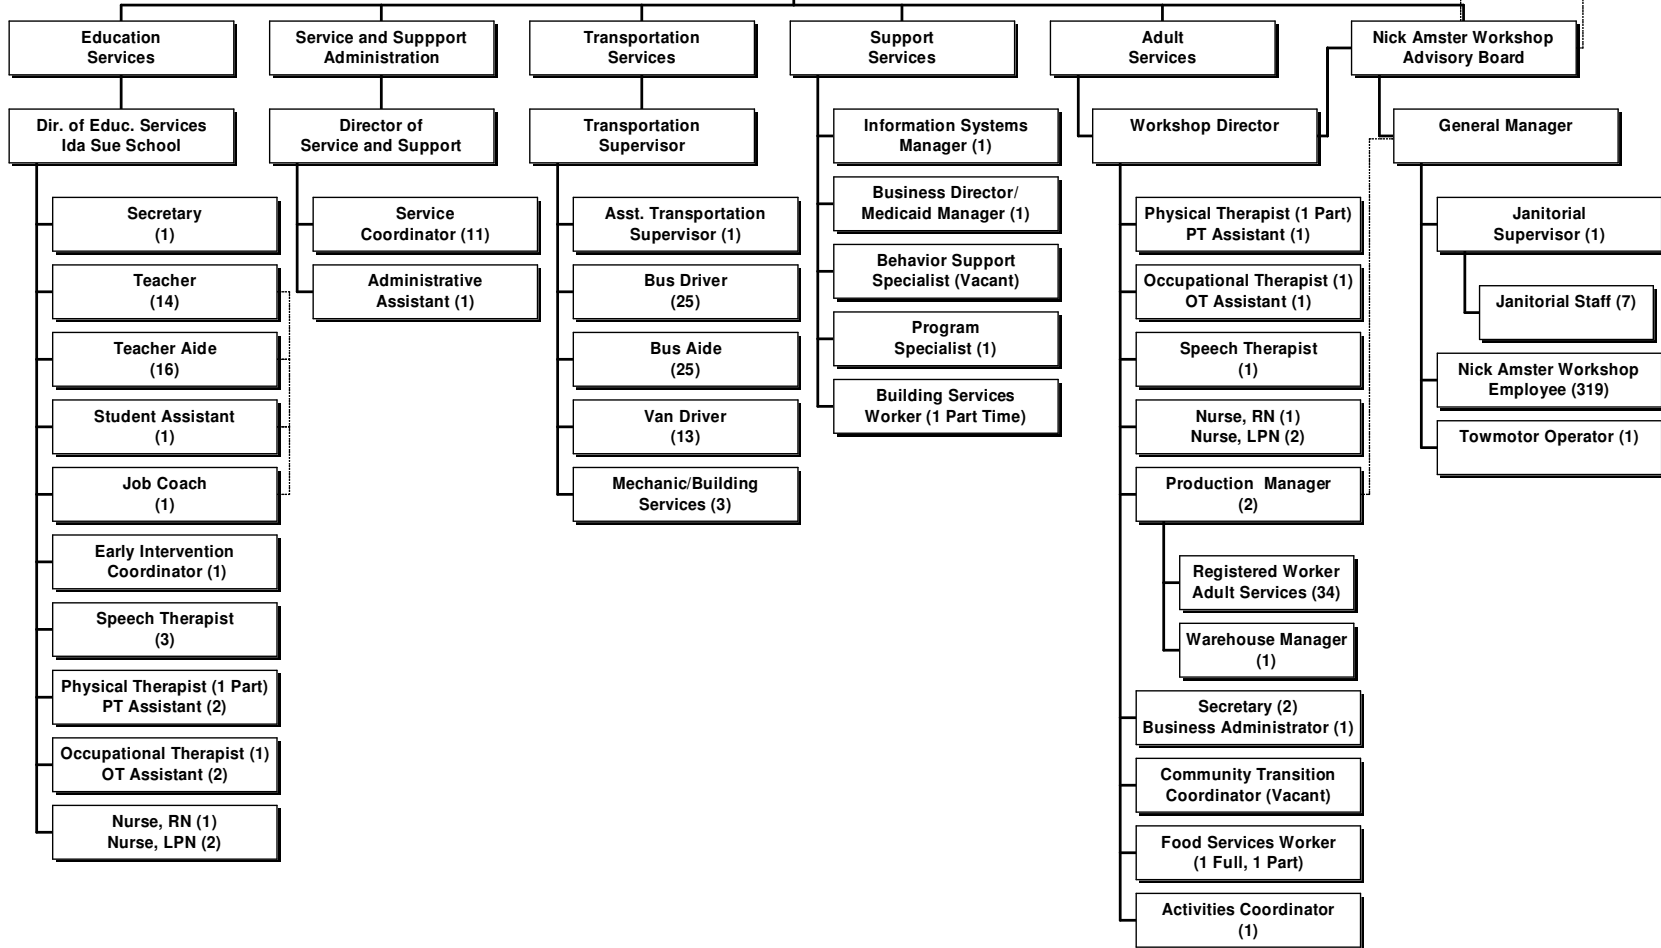 Education
Services
Service and Suppport
Administration
Transportation
Services
Support
Services
Adult
Services
Nick Amster Workshop
Advisory Board
Dir. of Educ. Services
Ida Sue School
Secretary
(1)
Teacher
(14)
Teacher Aide
(16)
Student Assistant
(1)
Job Coach
(1)
Early Intervention
Coordinator (1)
Speech Therapist
(3)
Physical Therapist (1 Part)
PT Assistant (2)
Occupational Therapist (1)
OT Assistant (2)
Nurse, RN (1)
Nurse, LPN (2)
Director of
Service and Support
Service
Coordinator (11)
Administrative
Assistant (1)
Transportation
Supervisor
Asst. Transportation
Supervisor (1)
Bus Driver
(25)
Bus Aide
(25)
Van Driver
(13)
Mechanic/Building
Services (3)
Information Systems
Manager (1)
Business Director/
Medicaid Manager (1)
Behavior Support
Specialist (Vacant)
Program
Specialist (1)
Building Services
Worker (1 Part Time)
Workshop Director
Physical Therapist (1 Part)
PT Assistant (1)
Occupational Therapist (1)
OT Assistant (1)
Speech Therapist
(1)
Nurse, RN (1)
Nurse, LPN (2)
Production  Manager
(2)
Registered Worker
Adult Services (34)
Warehouse Manager
(1)
Secretary (2)
Business Administrator (1)
Community Transition
Coordinator (Vacant)
Food Services Worker
(1 Full, 1 Part)
Activities Coordinator
(1)
General Manager
Janitorial
Supervisor (1)
Janitorial Staff (7)
Nick Amster Workshop
Employee (319)
Towmotor Operator (1)